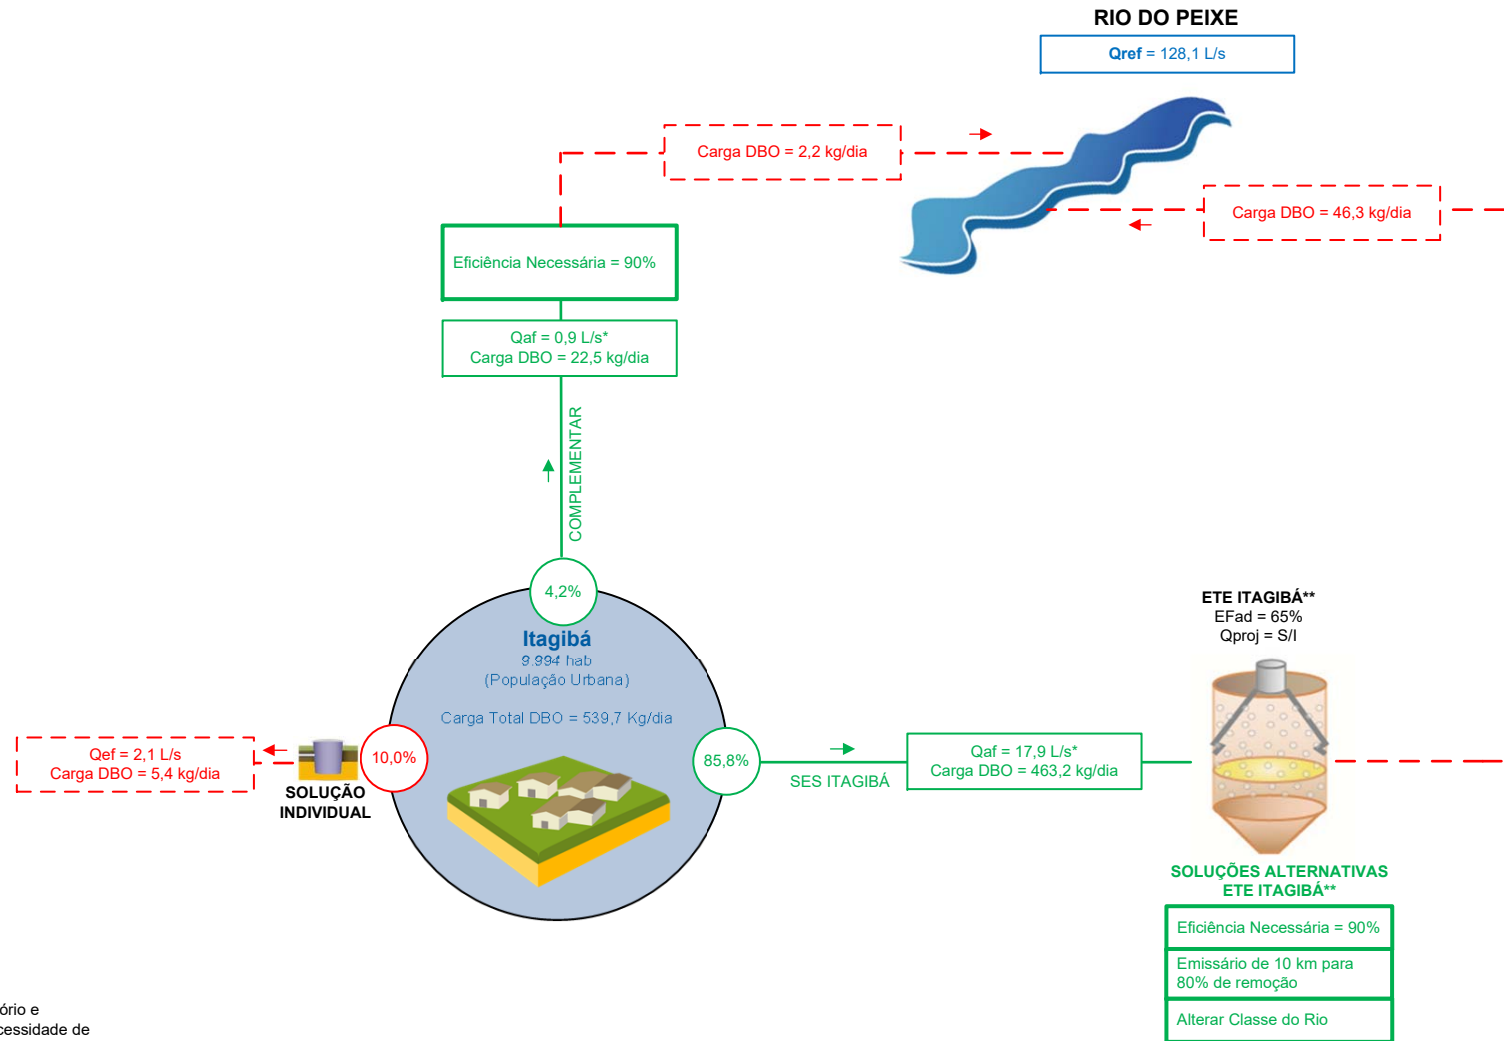 RIO DO PEIXE
Qref = 128,1 L/s
Carga DBO = 2,2 kg/dia
Carga DBO = 46,3 kg/dia
Eficiência Necessária = 90%
Qaf = 0,9 L/s*
Carga DBO = 22,5 kg/dia
COMPLEMENTAR
4,2%
Itagibá
9.994 hab
(População Urbana)
Carga Total DBO = 539,7 Kg/dia
10,0%
85,8%
Qef = 2,1 L/s
Carga DBO = 5,4 kg/dia
SOLUÇÃO
INDIVIDUAL
SES ITAGIBÁ
Qaf = 17,9 L/s*
Carga DBO = 463,2 kg/dia
ETE ITAGIBÁ**
EFad = 65%
Qproj = S/I
SOLUÇÕES ALTERNATIVAS
ETE ITAGIBÁ**
Eficiência Necessária = 90%
Emissário de 10 km para
80% de remoção
Alterar Classe do Rio
ório e
cessidade de